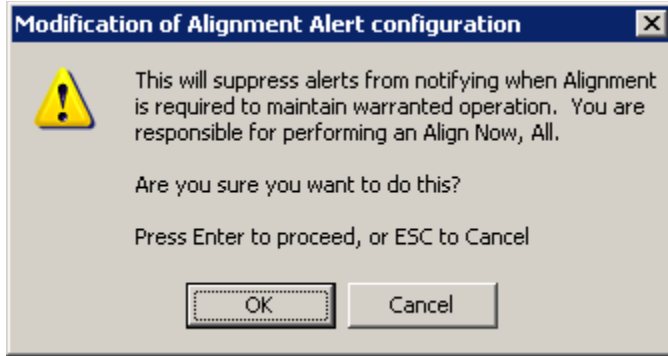 Modification of Alignment Alert configuration
This will suppress alerts from notifying when Alignment
is required to maintain warranted operation.  You are
responsible for performing an Align Now, All.
Are you sure you want to do this?
Press Enter to proceed, or ESC to Cancel
OK
Cancel